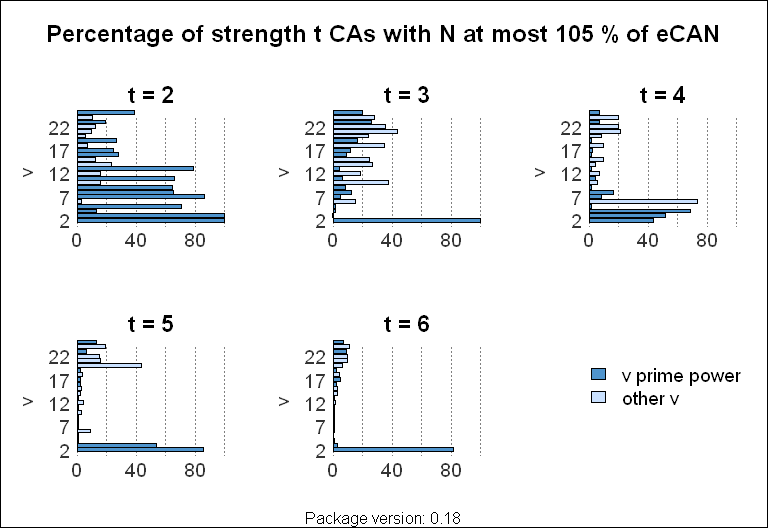 Percentage of strength t CAs with N at most 105 % of eCAN
t = 2
t = 3
t = 4
22
17
12
7
2
v
0
40
80
22
17
12
7
2
v
0
40
80
22
17
12
7
2
v
0
40
80
t = 5
t = 6
22
17
12
7
2
v
0
40
80
22
17
12
7
2
v
0
40
80
v prime power
other v
Package version: 0.18